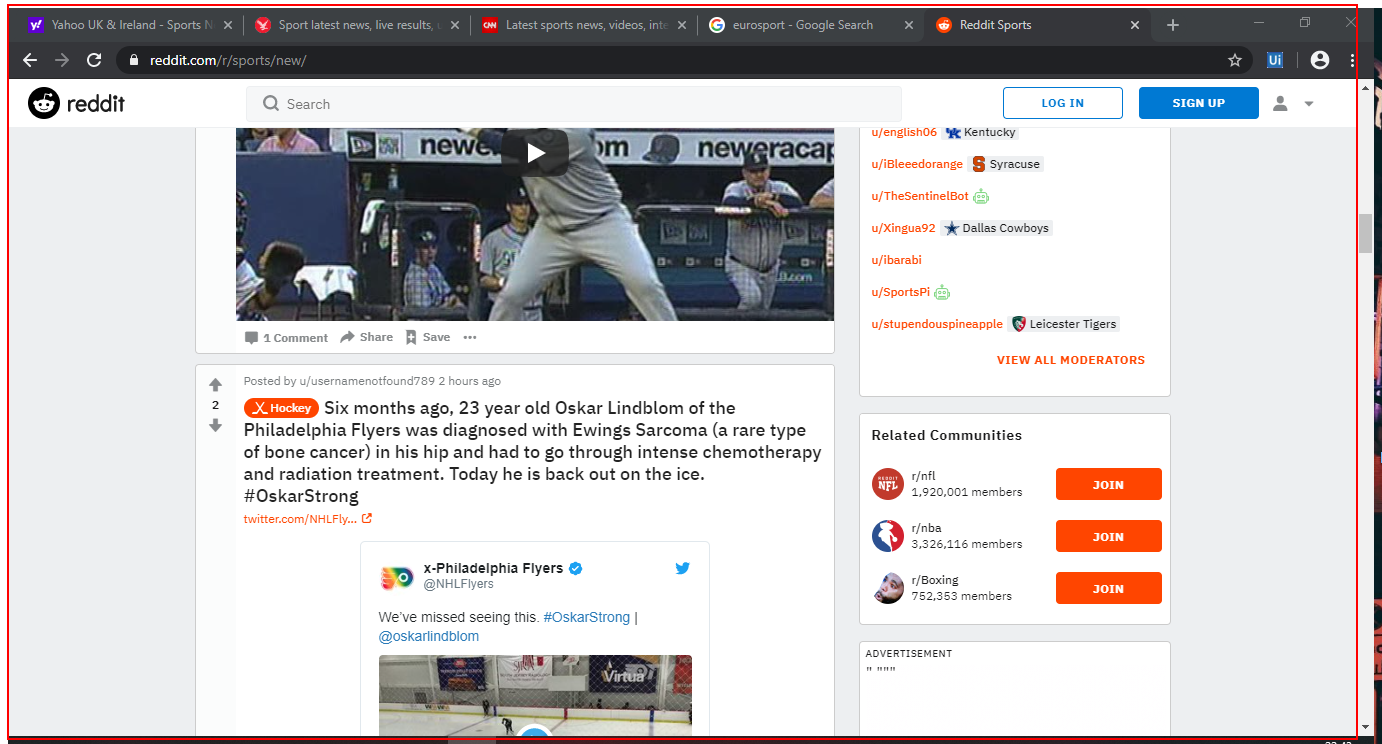 Yahoo UK & Ireland - Sports N
Sport latest news, live results,
CNN Latest sports news, videos, inte
eurosport - Google Search
Reddit Sports
reddit.com/r/sports/new/
Ui
reddit
Search
LOG IN
SIGN UP
neweracap
1 Comment Share Save
Posted by u/usernamenotfound789 2 hours ago
2
Hockey Six months ago, 23 year old Oskar Lindblom of the
Philadelphia Flyers was diagnosed with Ewings Sarcoma (a rare type
of bone cancer) in his hip and had to go through intense chemotherapy
and radiation treatment. Today he is back out on the ice.
#OskarStrong
twitter.com/NHLFly...
x-Philadelphia Flyers
@NHLFlyers
We've missed seeing this. #OskarStrong |
@oskarlindblom
Virtua
u/english06 Kentucky
u/iBleeedorange Syracuse
u/TheSentinelBot
u/Xingua92 Dallas Cowboys
u/ibarabi
u/SportsPi
u/stupendouspineapple Leicester Tigers
VIEW ALL MODERATORS
Related Communities
r/nfl
1,920,001 members
JOIN
r/nba
3,326,116 members
JOIN
r/Boxing
752,353 members
JOIN
ADVERTISEMENT
" """